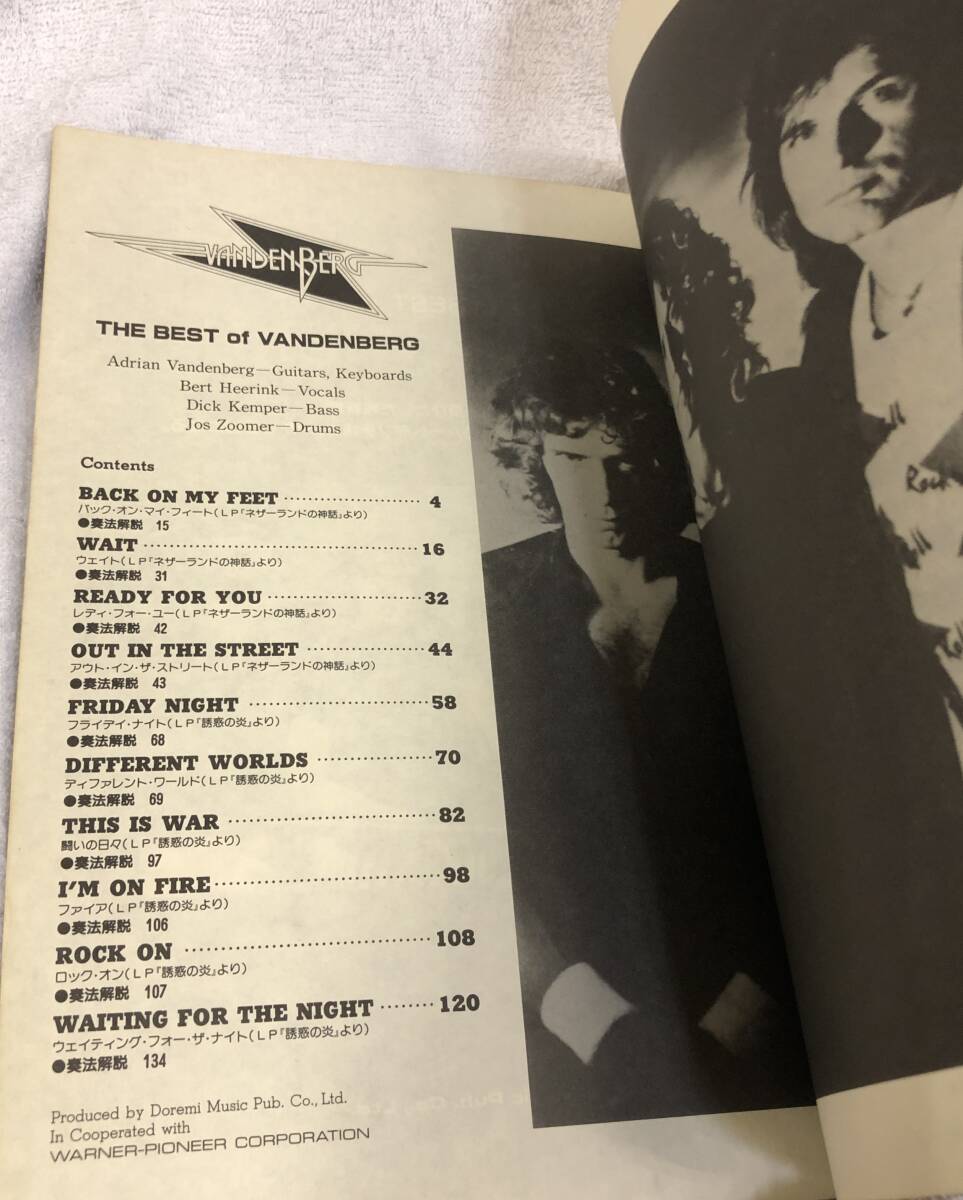 VANDENBERG
THE BEST of VANDENBERG
Adrian Vandenberg—Guitars, Keyboards
Bert Heerink—Vocals
Dick Kemper—Bass
Jos Zoomer—Drums
Contents
BACK ON MY FEET 4
バック・オン・マイ・フィート(LP『ネザーランドの神話』より)
●奏法解説 15
WAIT 16
ウェイト(LP『ネザーランドの神話』より)
●奏法解説 31
READY FOR YOU 32
レディ・フォー・ユー(LP『ネザーランドの神話』より)
●奏法解説 42
OUT IN THE STREET 44
アウト・イン・ザ・ストリート(LP『ネザーランドの神話』より)
●奏法解説 43
FRIDAY NIGHT 58
フライデイ・ナイト(LP『誘惑の炎』より)
●奏法解説 68
DIFFERENT WORLDS 70
ディファレント・ワールド(LP『誘惑の炎』より)
●奏法解説 69
THIS IS WAR 82
闘いの日々(LP『誘惑の炎』より)
●奏法解説 97
I'M ON FIRE 98
ファイア(LP『誘惑の炎』より)
●奏法解説 106
ROCK ON 108
ロック・オン(LP『誘惑の炎』より)
●奏法解説 107
WAITING FOR THE NIGHT 120
ウェイティング・フォー・ザ・ナイト(LP『誘惑の炎』より)
●奏法解説 134
Produced by Doremi Music Pub. Co., Ltd.
In Cooperated with
WARNER-PIONEER CORPORATION
Rock